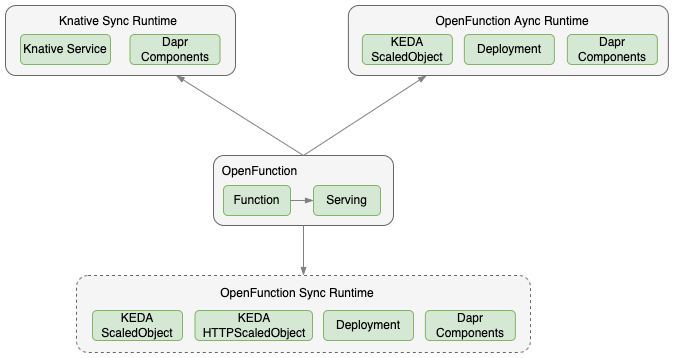 Knative Sync Runtime
Knative Service
Dapr
Components
OpenFunction Aync Runtime
KEDA
ScaledObject
Deployment
Dapr
Components
OpenFunction
Function
Serving
OpenFunction Sync Runtime
KEDA
ScaledObject
KEDA
HTTPScaledObject
Deployment
Dapr
Components